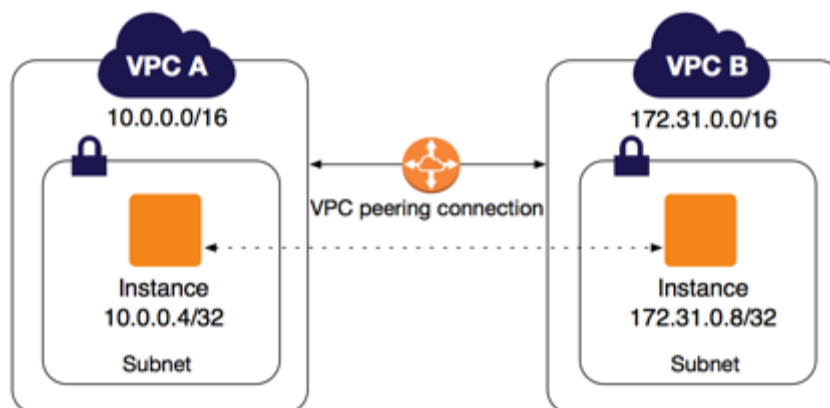 VPC A
10.0.0.0/16
VPC B
172.31.0.0/16
VPC peering connection
Instance
10.0.0.4/32
Subnet
Instance
172.31.0.8/32
Subnet